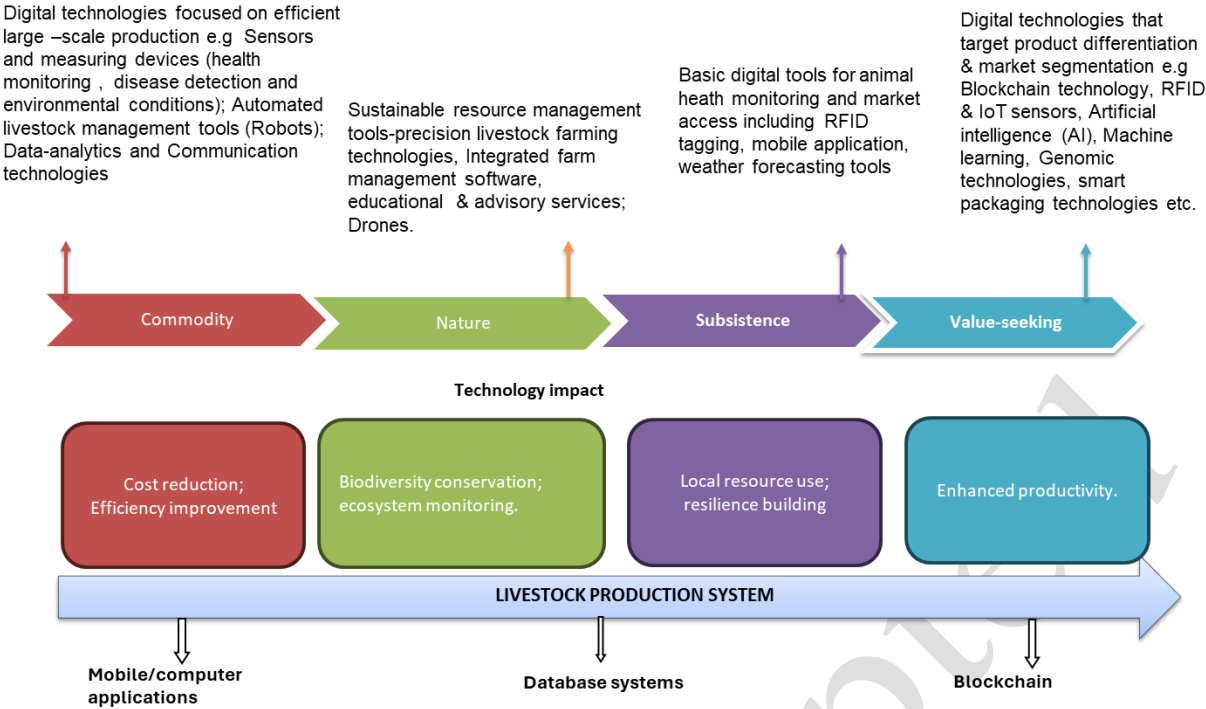 Digital technologies focused on efficient
large –scale production e.g Sensors
and measuring devices (health
monitoring , disease detection and
environmental conditions); Automated
livestock management tools (Robots);
Data-analytics and Communication
technologies
Sustainable resource management
tools-precision livestock farming
technologies, Integrated farm
management software,
educational & advisory services;
Drones.
Basic digital tools for animal
heath monitoring and market
access including RFID
tagging, mobile application,
weather forecasting tools
Digital technologies that
target product differentiation
& market segmentation e.g
Blockchain technology, RFID
& IoT sensors, Artificial
intelligence (AI), Machine
learning, Genomic
technologies, smart
packaging technologies etc.
Commodity
Nature
Subsistence
Value-seeking
Technology impact
Cost reduction;
Efficiency improvement
Biodiversity conservation;
ecosystem monitoring.
Local resource use;
resilience building
Enhanced productivity.
LIVESTOCK PRODUCTION SYSTEM
Mobile/computer
applications
Database systems
Blockchain